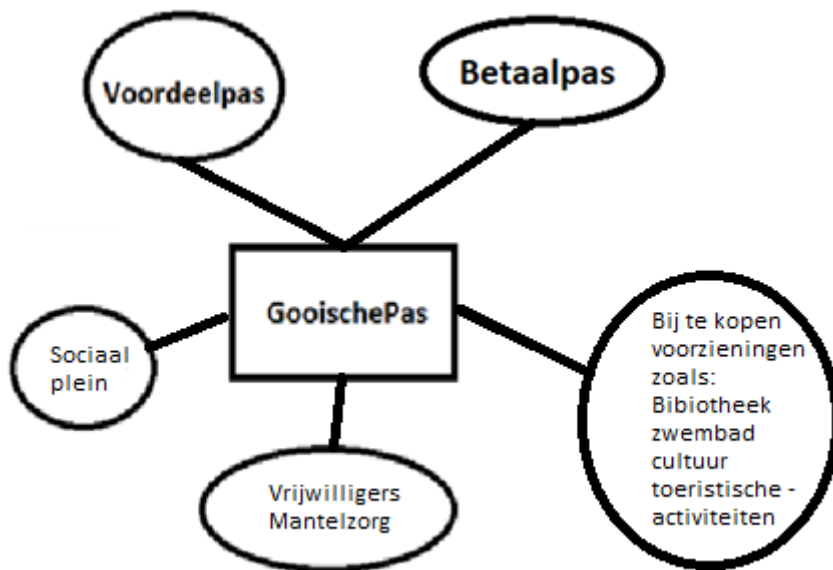 Voordeelpas
Betaalpas
GooischePas
Sociaal
plein
Bij te kopen
voorzieningen
zoals:
Bibiotheek
zwembad
cultuur
toeristische -
activiteiten
Vrijwilligers
Mantelzorg